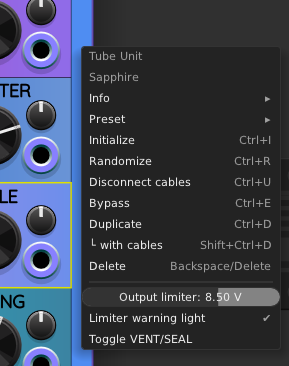 TER
LE
NG
Tube Unit
Sapphire
Info ▸
Preset ▸
Initialize Ctrl+I
Randomize Ctrl+R
Disconnect cables Ctrl+U
Bypass Ctrl+E
Duplicate Ctrl+D
└ with cables Shift+Ctrl+D
Delete Backspace/Delete
Output limiter: 8.50 V
Limiter warning light ✔
Toggle VENT/SEAL